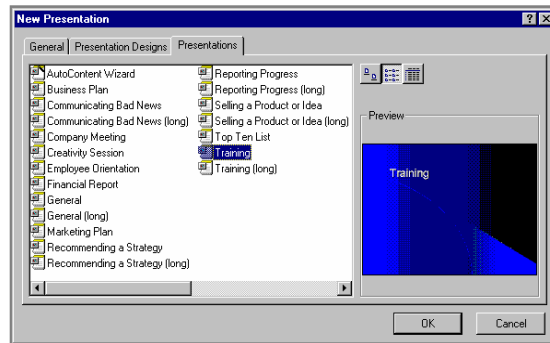 New Presentation
General Presentation Designs Presentations
AutoContent Wizard
Business Plan
Communicating Bad News
Communicating Bad News (long)
Company Meeting
Creativity Session
Employee Orientation
Financial Report
General
General (long)
Marketing Plan
Recommending a Strategy
Recommending a Strategy (long)
Reporting Progress
Reporting Progress (long)
Selling a Product or Idea
Selling a Product or Idea (long)
Top Ten List
Training
Training (long)
Preview
Training
OK Cancel